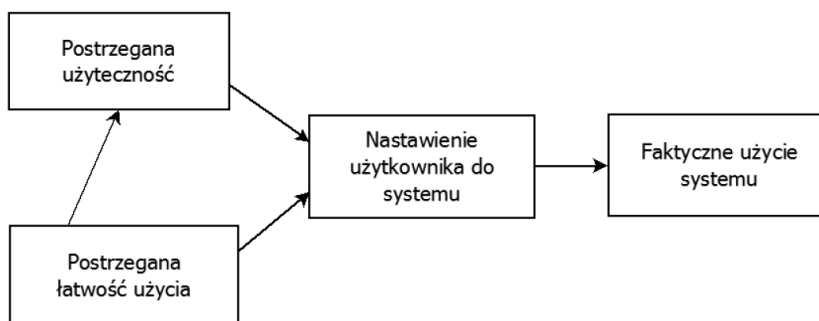 Postrzegana
użyteczność
Nastawienie
użytkownika do
systemu
Faktyczne użycie
systemu
Postrzegana
łatwość użycia